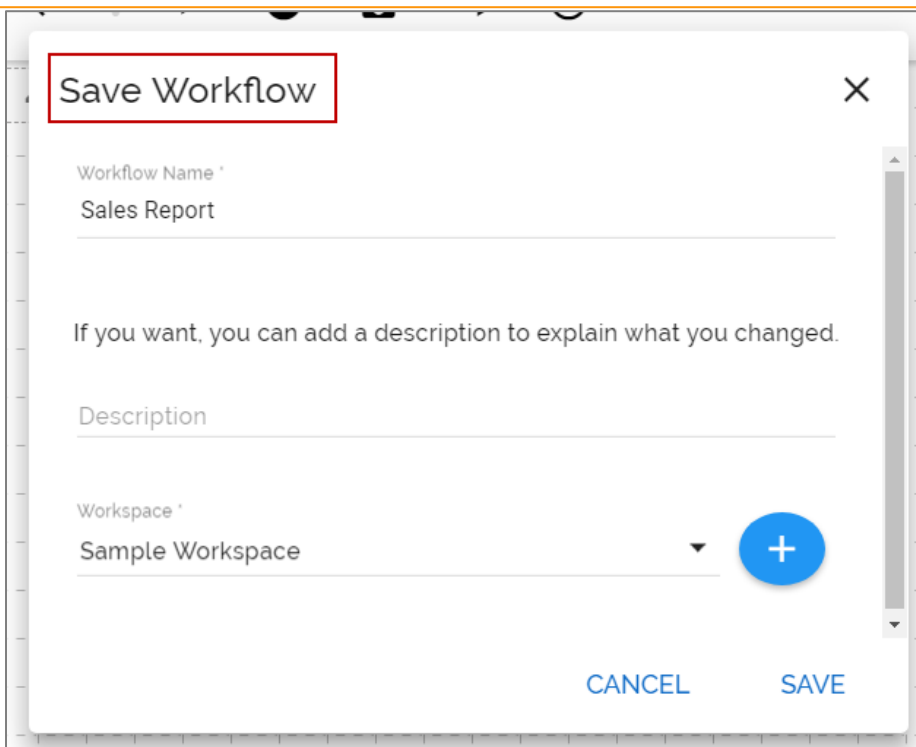 Save Workflow
Workflow Name *
Sales Report
If you want, you can add a description to explain what you changed.
Description
Workspace *
Sample Workspace
CANCEL SAVE